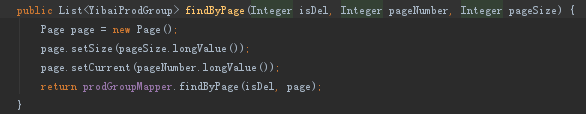 public List<YibaiProdGroup> findByPage(Integer isDel, Integer pageNumber, Integer pageSize) {
Page page = new Page();
page.setSize(pageSize.longValue());
page.setCurrent(pageNumber.longValue());
return prodGroupMapper.findByPage(isDel, page);
}